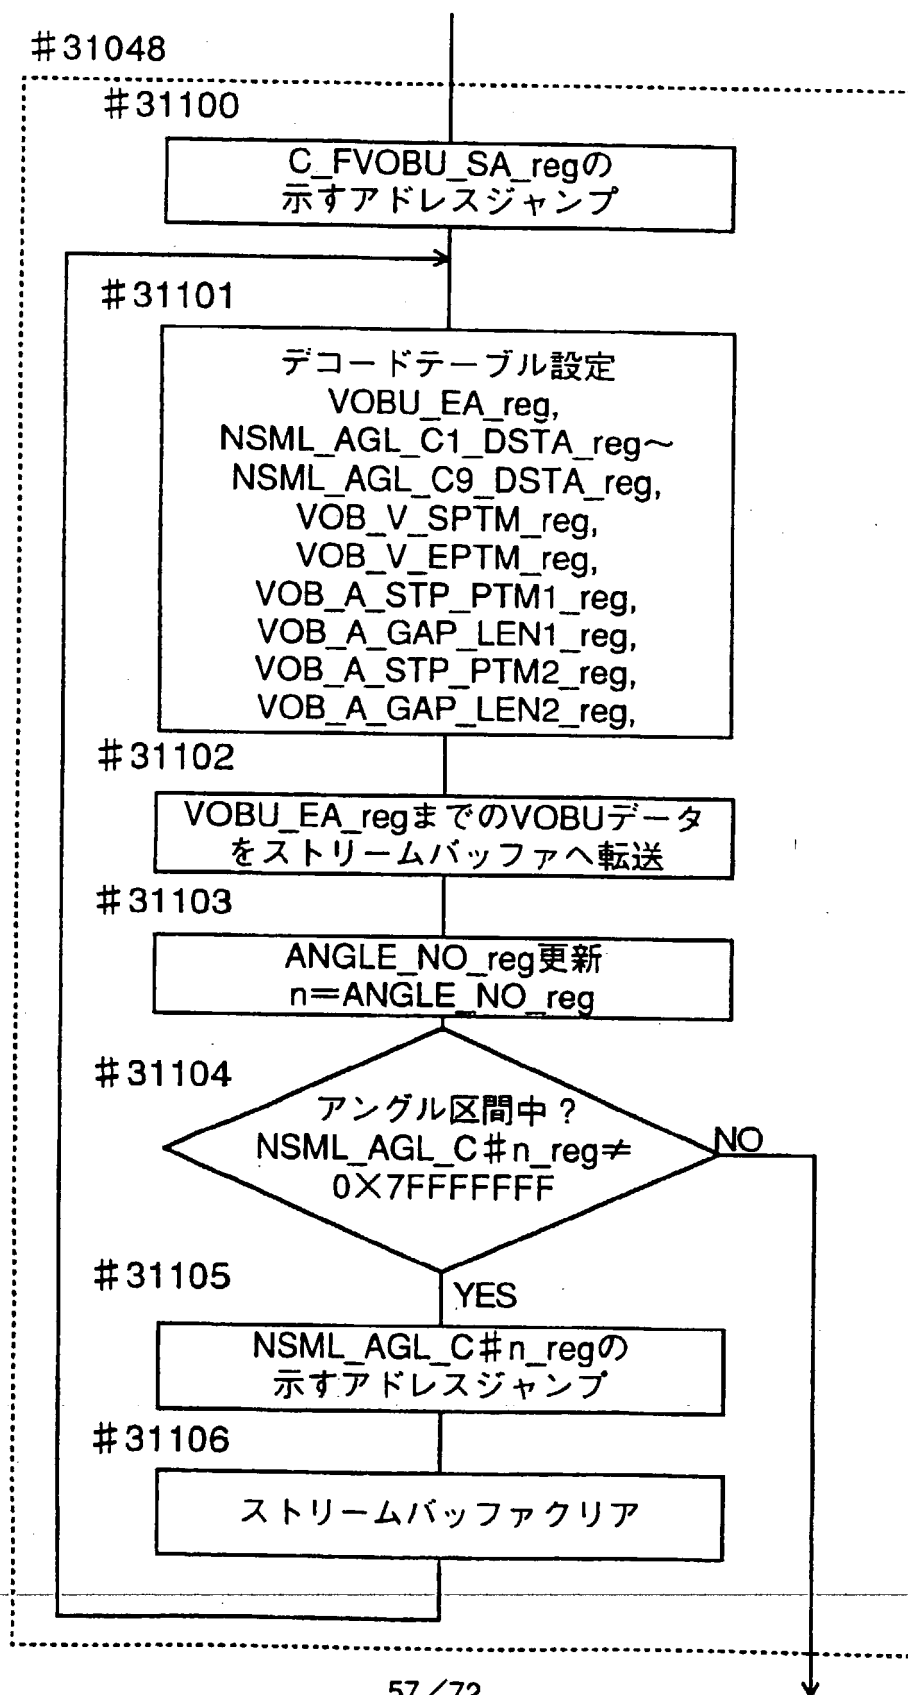 #31048
#31100
C_FVOBU_SA_regの
示すアドレスジャンプ
#31101
デコードテーブル設定
VOBU_EA_reg,
NSML_AGL_C1_DSTA_reg〜
NSML_AGL_C9_DSTA_reg,
VOB_V_SPTM_reg,
VOB_V_EPTM_reg,
VOB_A_STP_PTM1_reg,
VOB_A_GAP_LEN1_reg,
VOB_A_STP_PTM2_reg,
VOB_A_GAP_LEN2_reg,
#31102
VOBU_EA_regまでのVOBUデータ
をストリームバッファへ転送
#31103
ANGLE_NO_reg更新
n=ANGLE_NO_reg
#31104
アングル区間中?
NSML_AGL_C#n_reg≠
0×7FFFFFFF
NO
#31105
YES
NSML_AGL_C#n_regの
示すアドレスジャンプ
#31106
ストリームバッファクリア
57/72